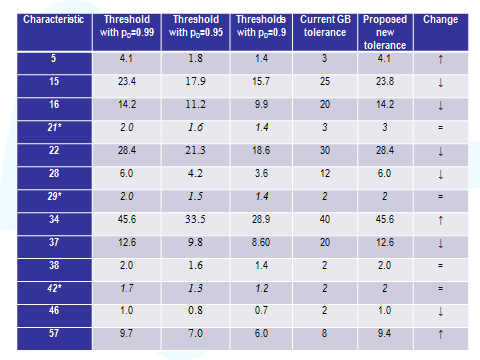 Characteristic Threshold with pD=0.99 Threshold with pD=0.95 Thresholds with pD=0.9 Current GB tolerance Proposed new tolerance Change
5 4.1 1.8 1.4 3 4.1 ↑
15 23.4 17.9 15.7 25 23.8 ↓
16 14.2 11.2 9.9 20 14.2 ↓
21* 2.0 1.6 1.4 3 3 =
22 28.4 21.3 18.6 30 28.4 ↓
28 6.0 4.2 3.6 12 6.0 ↓
29* 2.0 1.5 1.4 2 2 =
34 45.6 33.5 28.9 40 45.6 ↑
37 12.6 9.8 8.60 20 12.6 ↓
38 2.0 1.6 1.4 2 2.0 =
42* 1.7 1.3 1.2 2 2 =
46 1.0 0.8 0.7 2 1.0 ↓
57 9.7 7.0 6.0 8 9.4 ↑